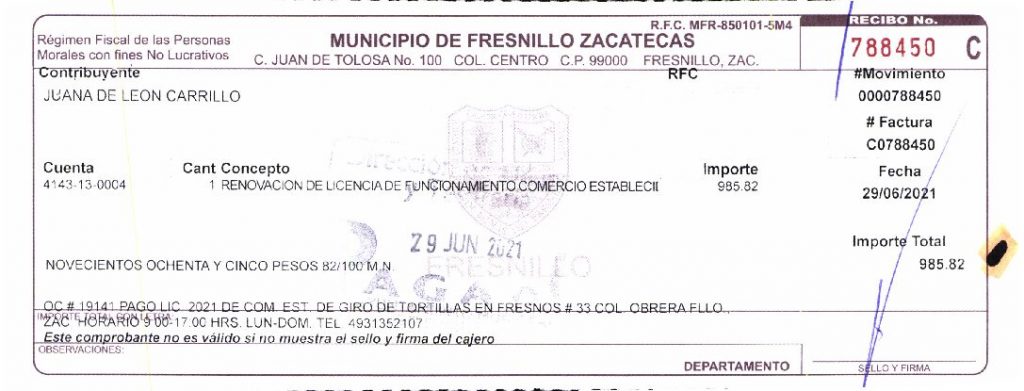 R.F.C. MFR-850101-5M4
RECIBO No.
Régimen Fiscal de las Personas
Morales con fines No Lucrativos
MUNICIPIO DE FRESNILLO ZACATECAS
C. JUAN DE TOLOSA No. 100 COL. CENTRO C.P. 99000 FRESNILLO, ZAC.
788450 C
Contribuyente
RFC
#Movimiento
JUANA DE LEON CARRILLO
0000788450
# Factura
C0788450
Cuenta Cant Concepto Importe Fecha
4143-13-0004 1 RENOVACION DE LICENCIA DE FUNCIONAMIENTO COMERCIO ESTABLECII 985.82 29/06/2021
29 JUN 2021
Importe Total
985.82
NOVECIENTOS OCHENTA Y CINCO PESOS 82/100 M.N.
FRESNILLO
OC # 19141 PAGO LIC. 2021 DE COM. EST. DE GIRO DE TORTILLAS EN FRESNOS # 33 COL. OBRERA FLLO.,
IMPORTE TOTAL CON LETRA
ZAC HORARIO 9:00-17:00 HRS. LUN-DOM. TEL. 4931352107
Este comprobante no es válido si no muestra el sello y firma del cajero
OBSERVACIONES:
DEPARTAMENTO
SELLO Y FIRMA